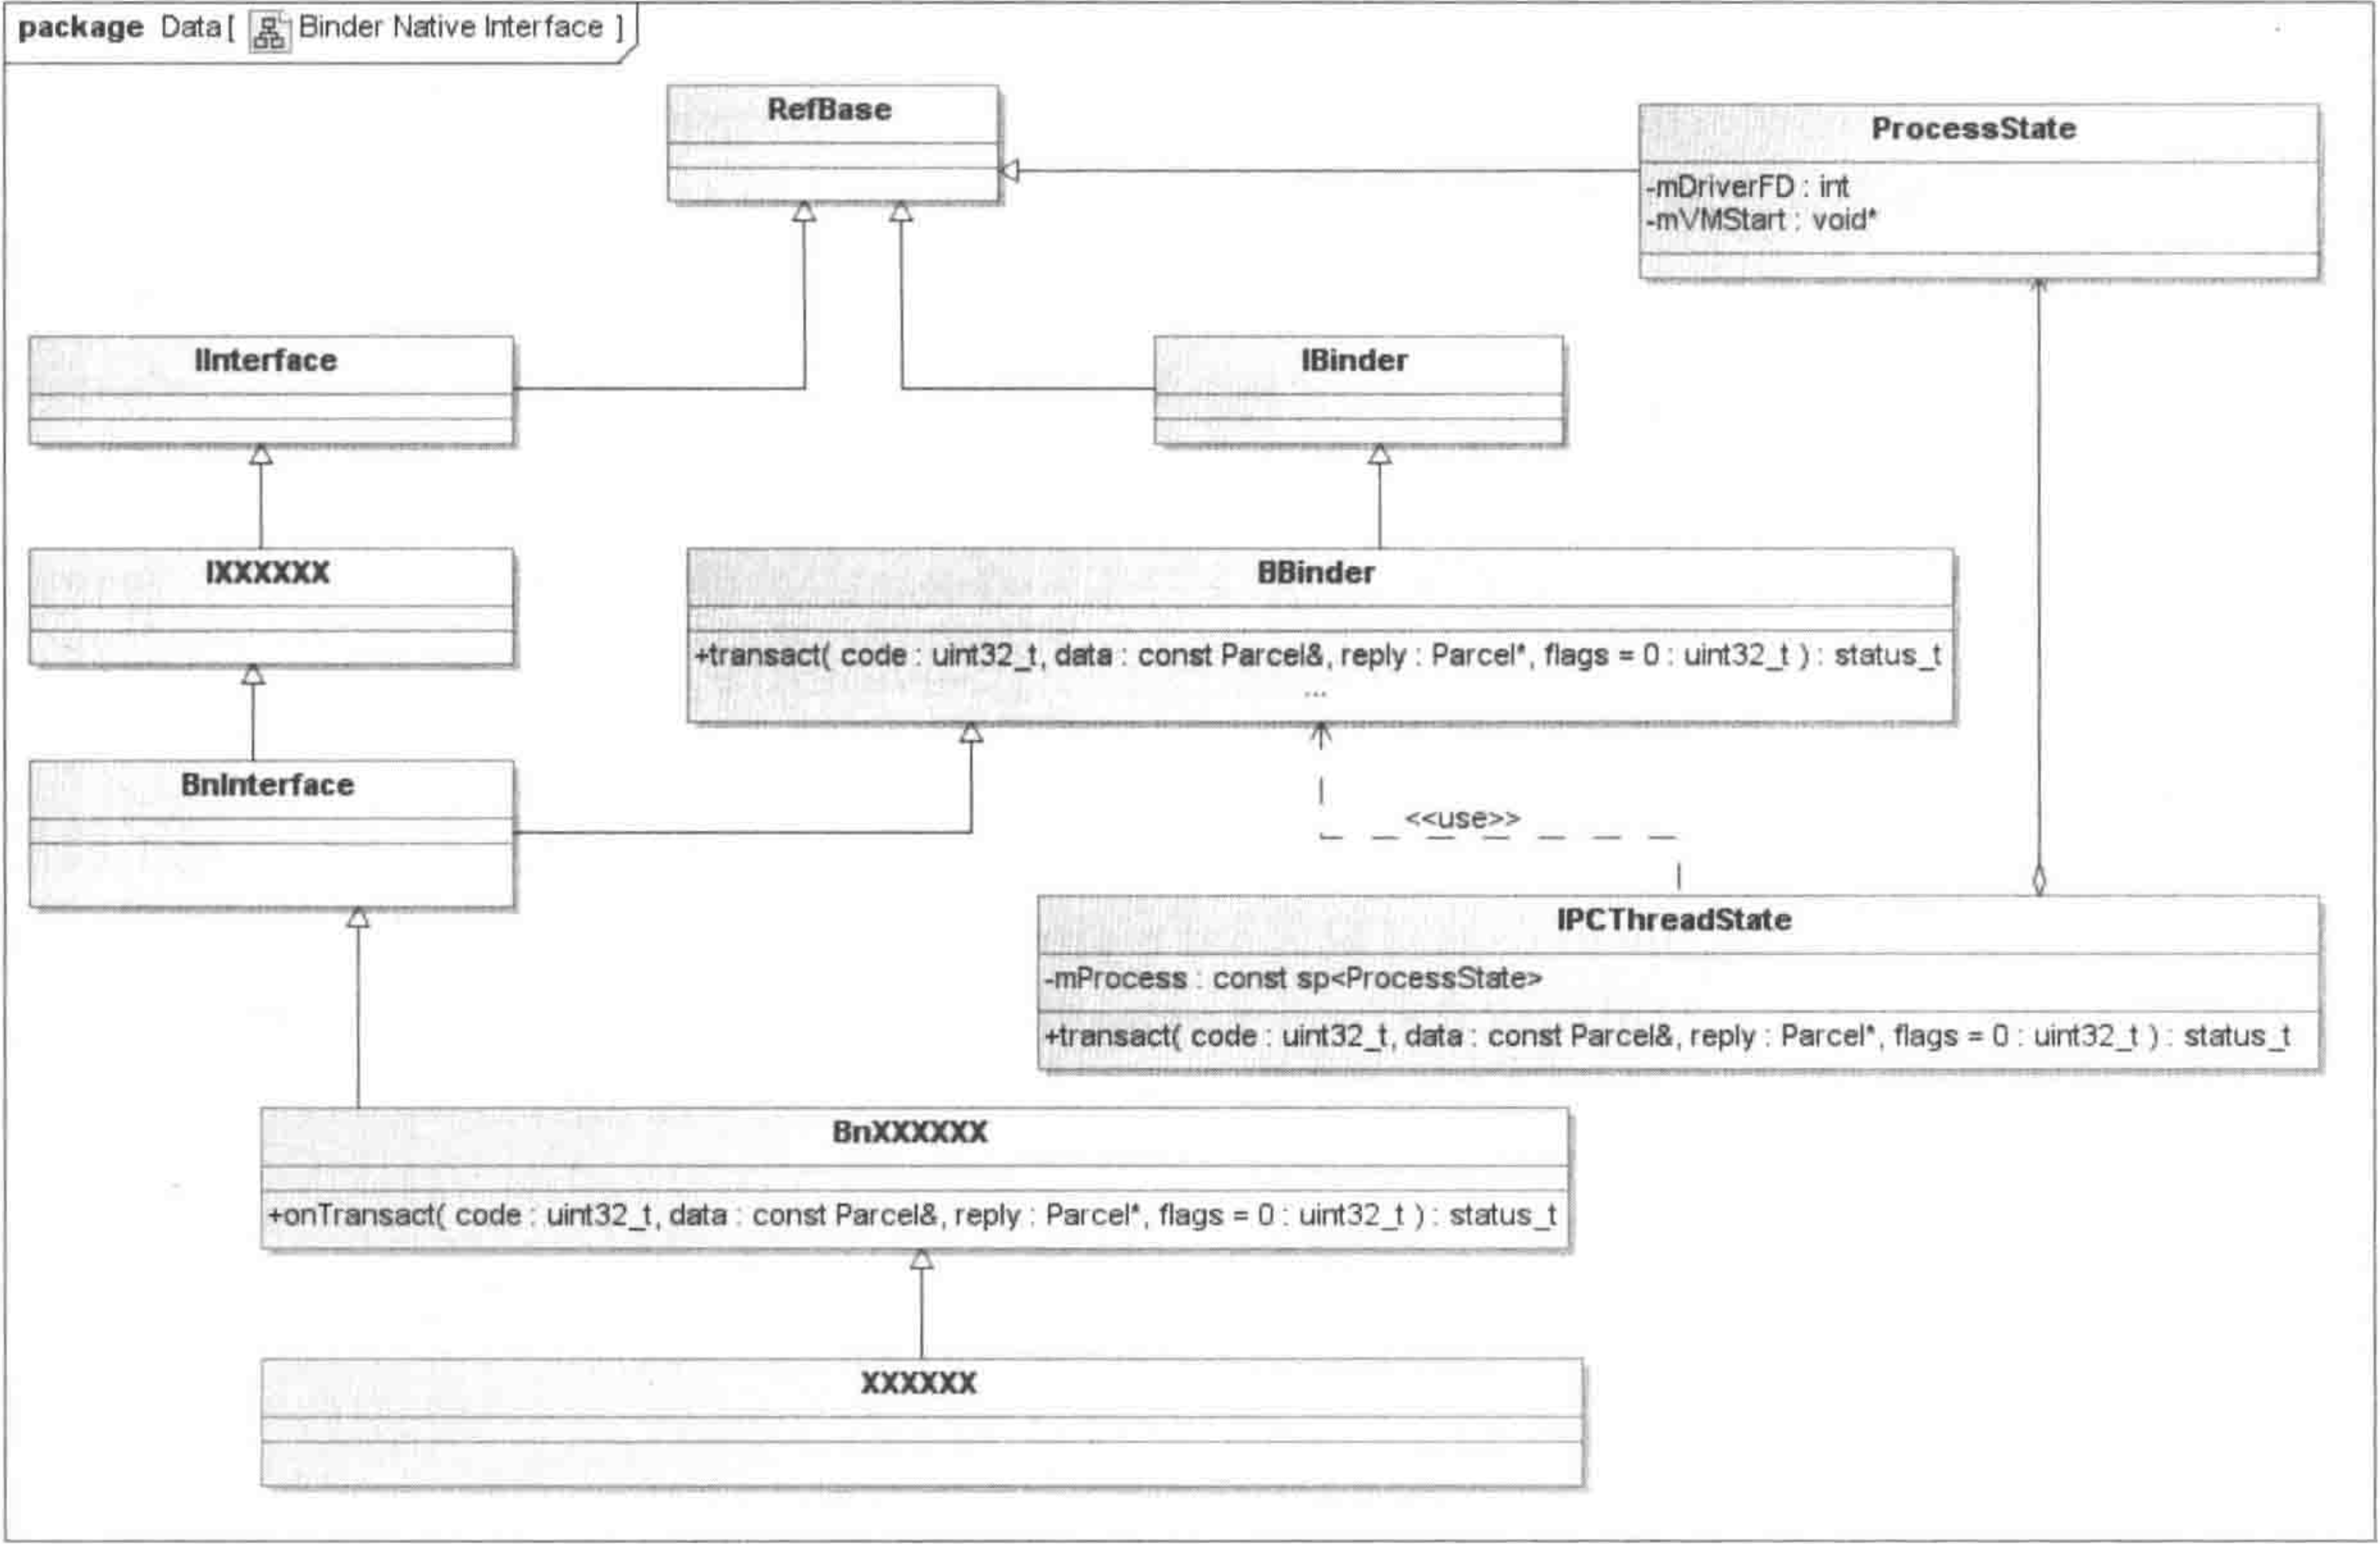 package Data[ Binder Native Interface ]
RefBase
ProcessState
-mDriverFD : int
-mVMStart : void*
IInterface
IBinder
IXXXXXX
BBinder
+transact( code : uint32_t, data : const Parcel&, reply : Parcel*, flags = 0 : uint32_t ) : status_t
...
BnInterface
<<use>>
IPCThreadState
-mProcess : const sp<ProcessState>
+transact( code : uint32_t, data : const Parcel&, reply : Parcel*, flags = 0 : uint32_t ) : status_t
BnXXXXXX
+onTransact( code : uint32_t, data : const Parcel&, reply : Parcel*, flags = 0 : uint32_t ) : status_t
XXXXXX